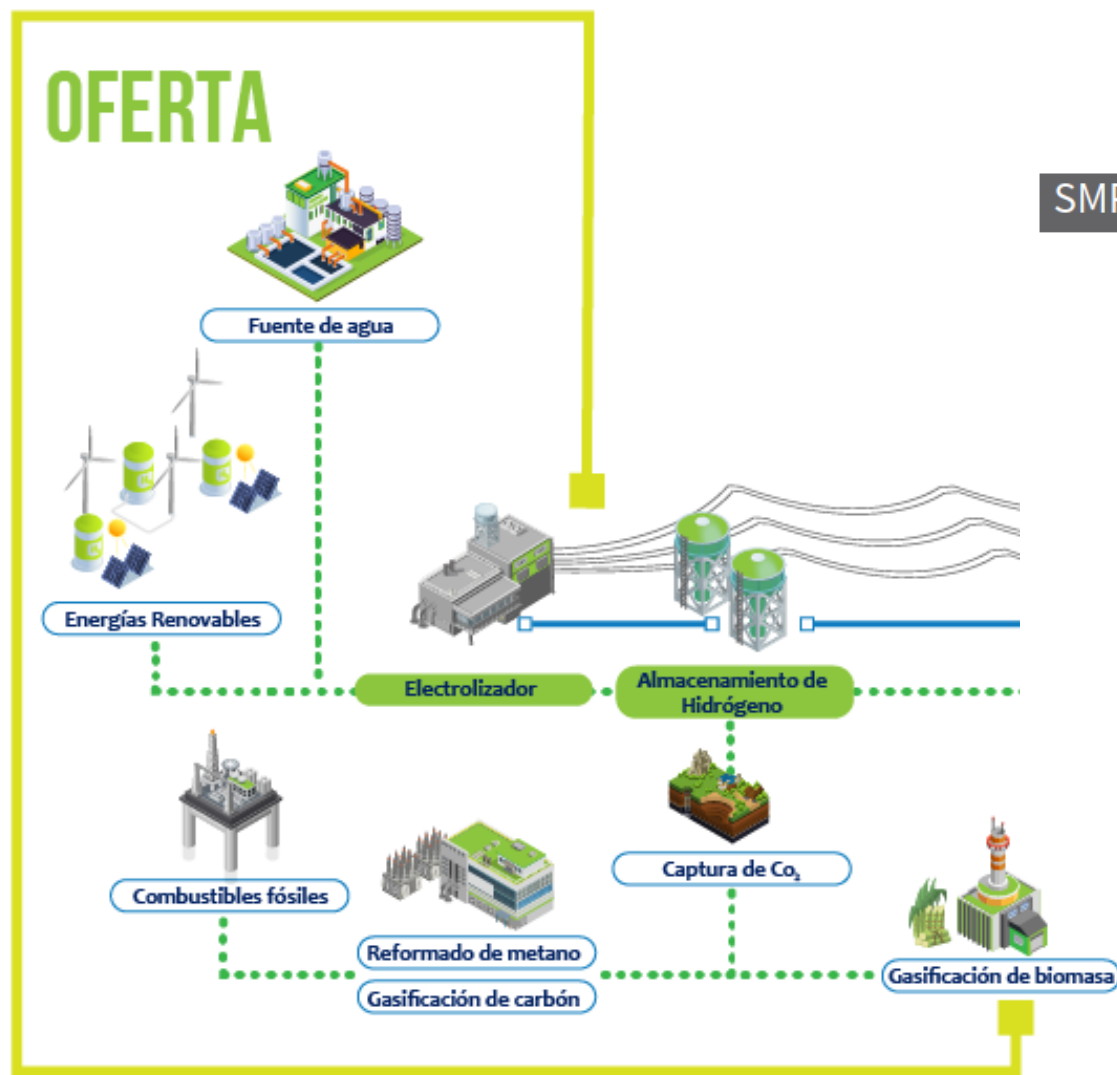 OFERTA
SMR
Fuente de agua
Energías Renovables
Electrolizador
Almacenamiento de
Hidrógeno
Combustibles fósiles
Captura de Co₂
Reformado de metano
Gasificación de carbón
Gasificación de biomasa